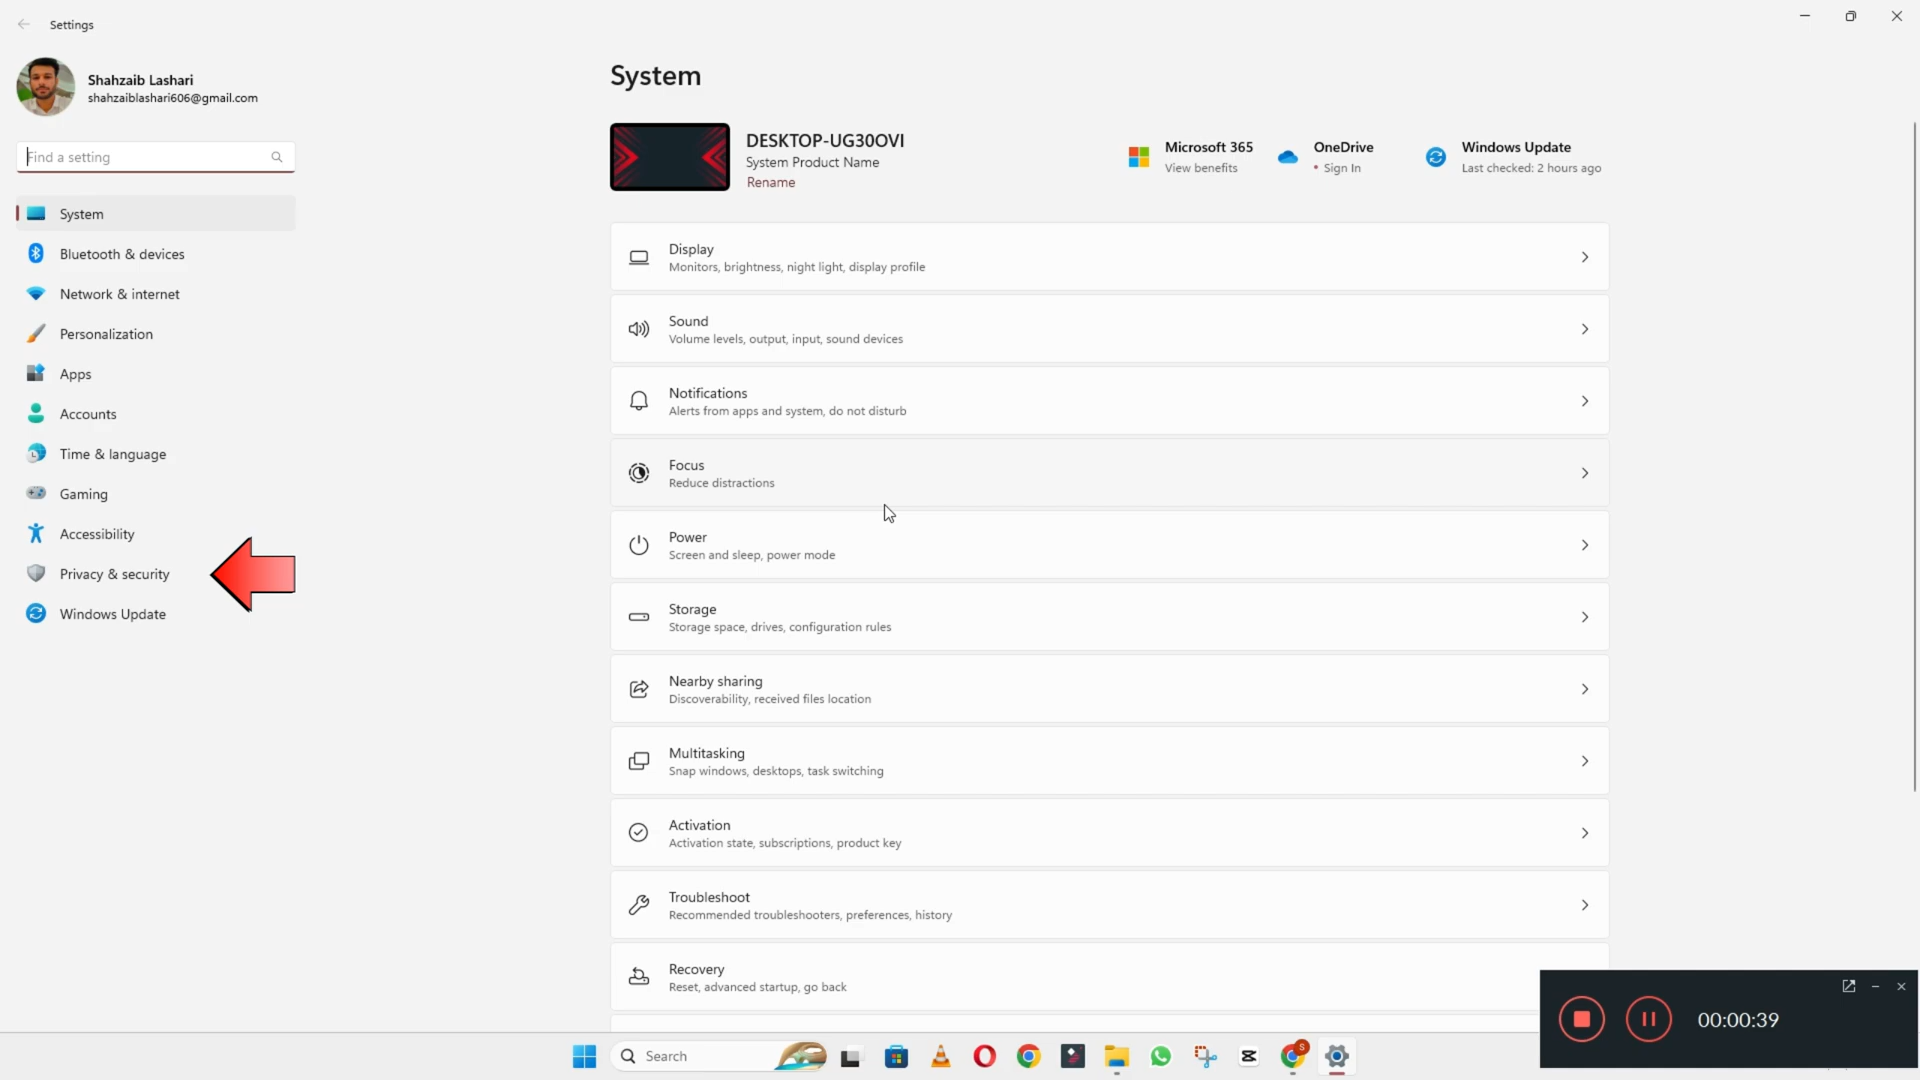 Settings
Shahzaib Lashari
shahzaiblashari606@gmail.com
Find a setting
System
Bluetooth & devices
Network & internet
Personalization
Apps
Accounts
Time & language
Gaming
Accessibility
Privacy & security
Windows Update
System
DESKTOP-UG30OVI
System Product Name
Rename
Microsoft 365
View benefits
OneDrive
• Sign In
Windows Update
Last checked: 2 hours ago
Display
Monitors, brightness, night light, display profile
Sound
Volume levels, output, input, sound devices
Notifications
Alerts from apps and system, do not disturb
Focus
Reduce distractions
Power
Screen and sleep, power mode
Storage
Storage space, drives, configuration rules
Nearby sharing
Discoverability, received files location
Multitasking
Snap windows, desktops, task switching
Activation
Activation state, subscriptions, product key
Troubleshoot
Recommended troubleshooters, preferences, history
Recovery
Reset, advanced startup, go back
00:00:39
Search
S